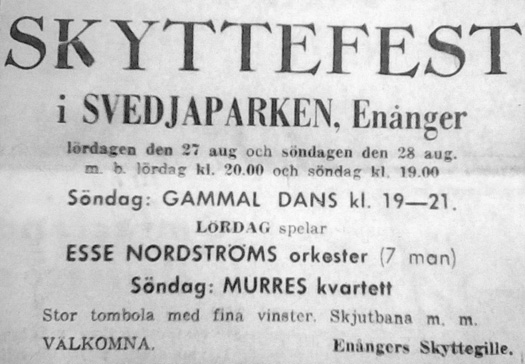 SKYTTEFEST
i SVEDJAPARKEN, Enånger
lördagen den 27 aug och söndagen den 28 aug.
m. b. lördag kl. 20.00 och söndag kl. 19.00
Söndag: GAMMAL DANS kl. 19—21.
LÖRDAG spelar
ESSE NORDSTRÖMS orkester (7 man)
Söndag: MURRES kvartett
Stor tombola med fina vinster. Skjutbana m. m.
VÄLKOMNA. Enångers Skyttegille.